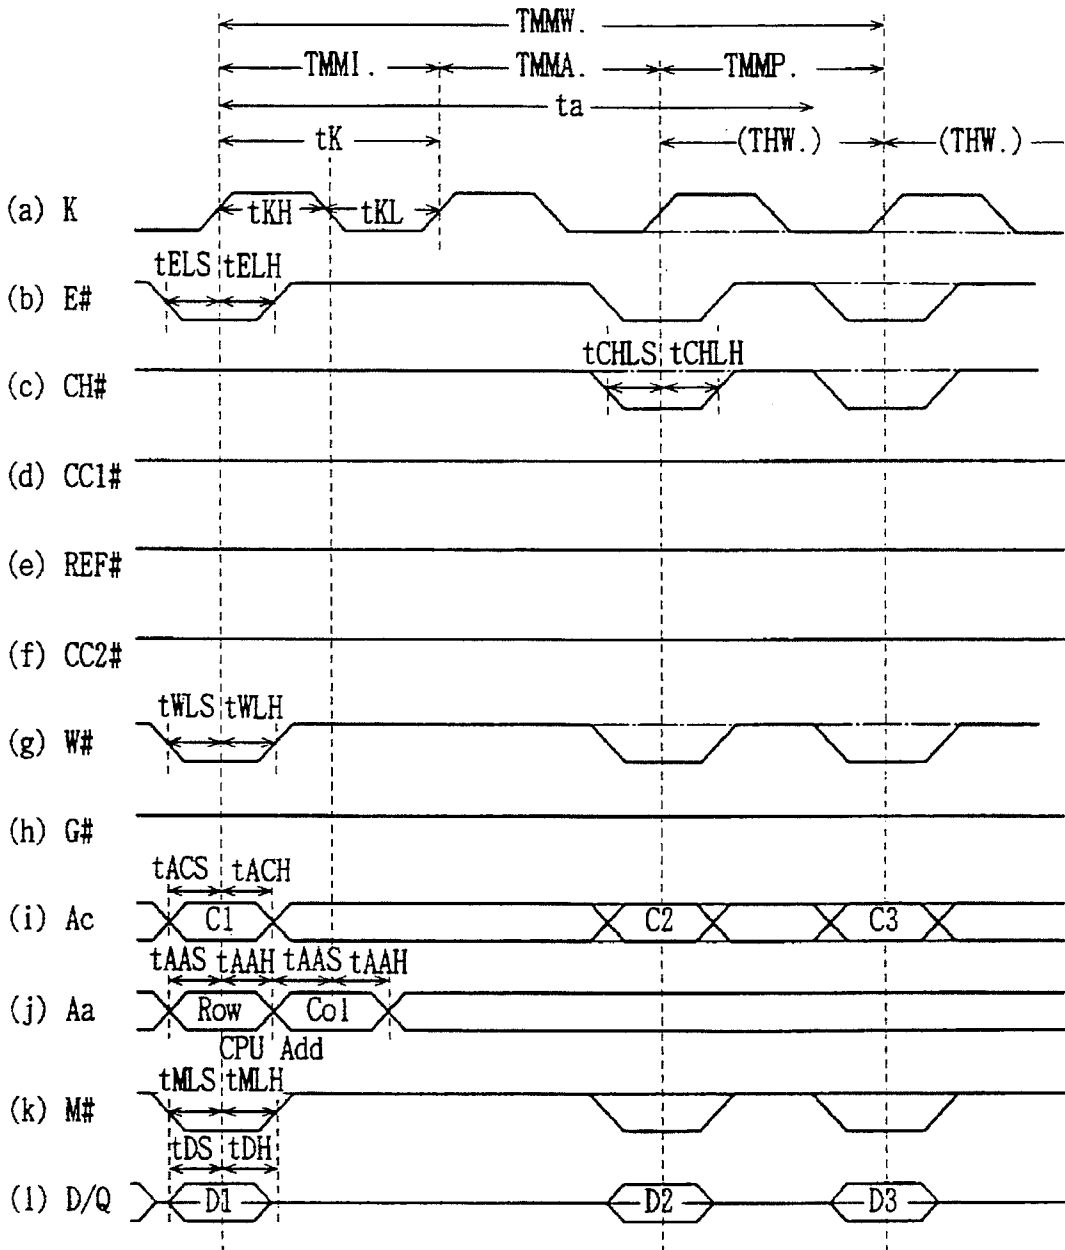 TMMW.
TMMI. TMMA. TMMP.
ta
tK (THW.) (THW.)
(a) K tKH tKL
tELS tELH
(b) E#
tCHLS tCHLH
(c) CH#
(d) CC1#
(e) REF#
(f) CC2#
tWLS tWLH
(g) W#
(h) G#
tACS tACH
(i) Ac C1 C2 C3
tAAS tAAH tAAS tAAH
(j) Aa Row Col
CPU Add
tMLS tMLH
(k) M#
tDS tDH
(l) D/Q D1 D2 D3